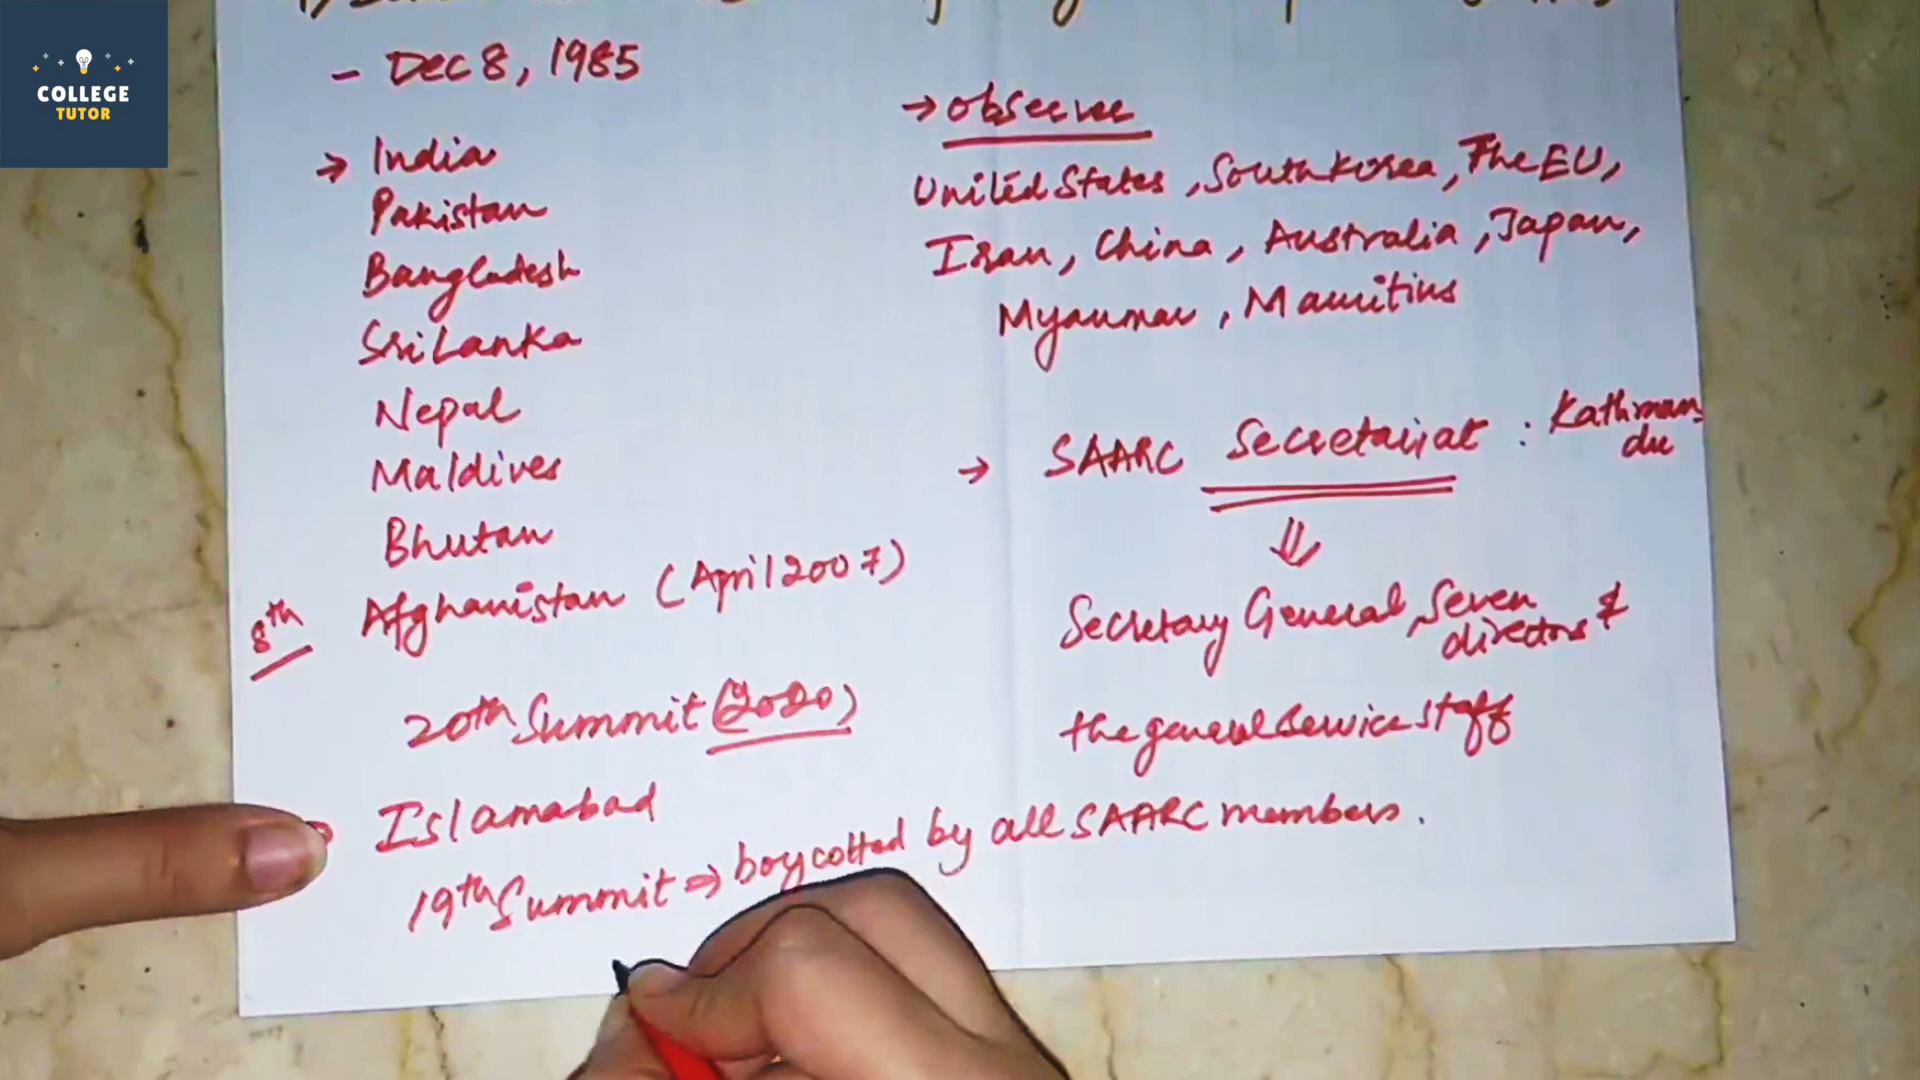 COLLEGE
TUTOR
- Dec 8, 1985
→ India
Pakistan
Bangladesh
Sri Lanka
Nepal
Maldives
Bhutan
8th Afghanistan (April 2007)
20th Summit (2020)
Islamabad
19th Summit ⇒ boycotted by all SAARC members.
→ Observer
United States, South Korea, The EU,
Iran, China, Australia, Japan,
Myanmar, Mauritius
→ SAARC Secretariat : Kathman-
du
⇓
Secretary General, Seven
directors &
the general service staff